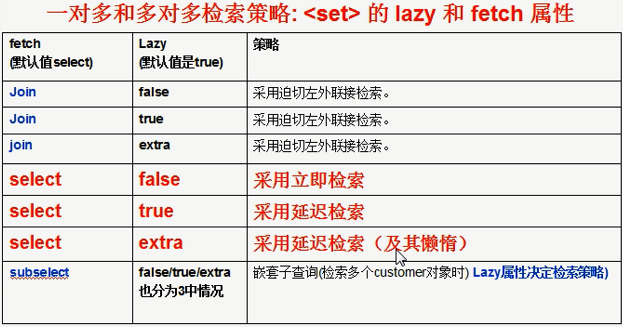 一对多和多对多检索策略: <set> 的 lazy 和 fetch 属性
fetch
(默认值select)
Lazy
(默认值是true)
策略
Join
false
采用迫切左外联接检索。
Join
true
采用迫切左外联接检索。
join
extra
采用迫切左外联接检索。
select
false
采用立即检索
select
true
采用延迟检索
select
extra
采用延迟检索（及其懒惰）
subselect
false/true/extra
也分为3中情况
嵌套子查询(检索多个customer对象时) Lazy属性决定检索策略)